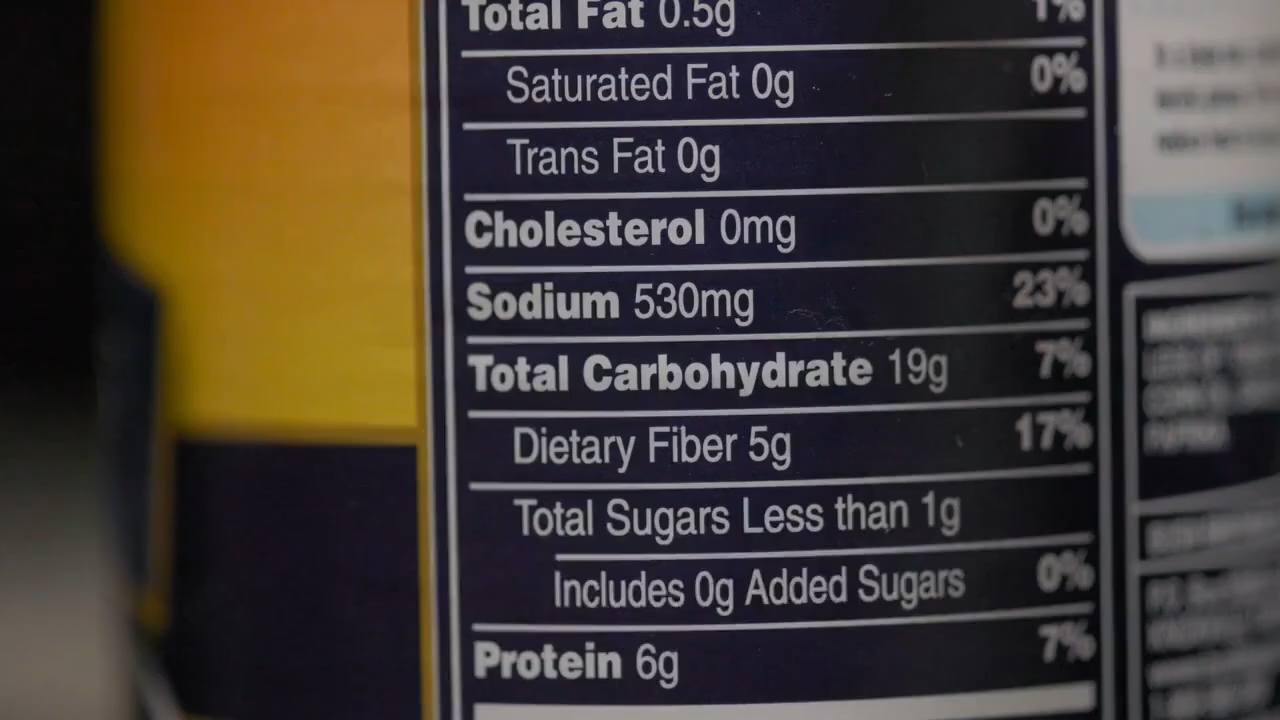 Total Fat 0.5g 1%
Saturated Fat 0g 0%
Trans Fat 0g
Cholesterol 0mg 0%
Sodium 530mg 23%
Total Carbohydrate 19g 7%
Dietary Fiber 5g 17%
Total Sugars Less than 1g
Includes 0g Added Sugars 0%
Protein 6g 7%